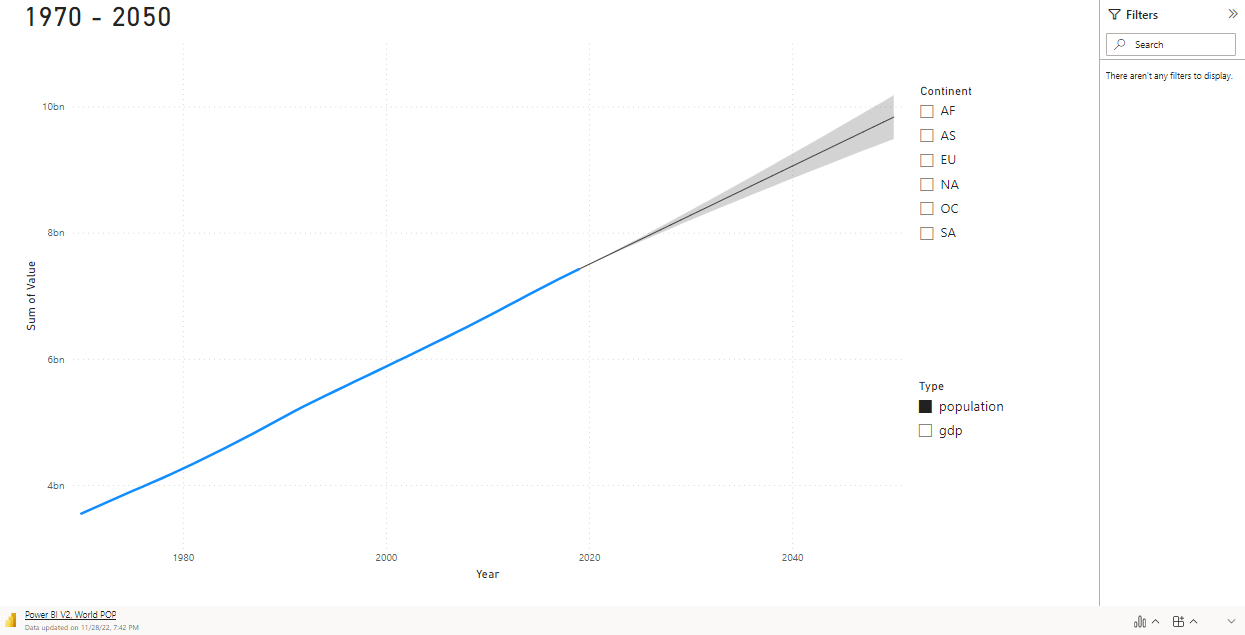 1970 - 2050
Filters
Search
There aren't any filters to display.
10bn
8bn
6bn
4bn
Sum of Value
1980
2000
2020
2040
Year
Continent
AF
AS
EU
NA
OC
SA
Type
population
gdp
Power BI V2, World POP
Data updated on 11/28/22, 7:42 PM